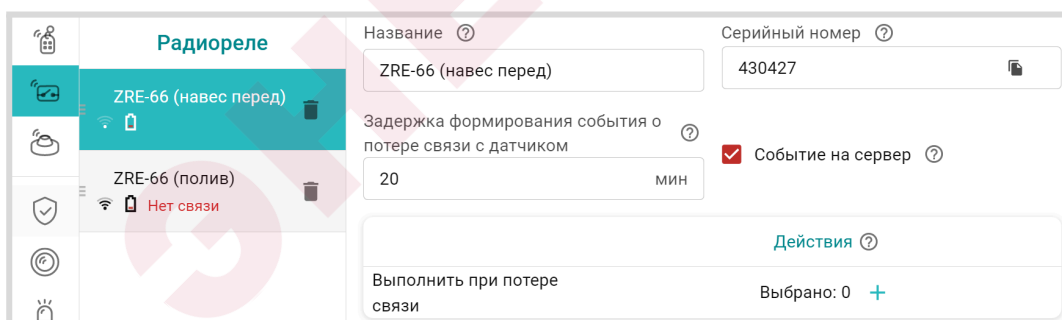 Радиореле
ZRE-66 (навес перед)
ZRE-66 (полив)
Нет связи
Название
ZRE-66 (навес перед)
Серийный номер
430427
Задержка формирования события о
потере связи с датчиком
20 мин
Событие на сервер
Действия
Выполнить при потере
связи
Выбрано: 0 +